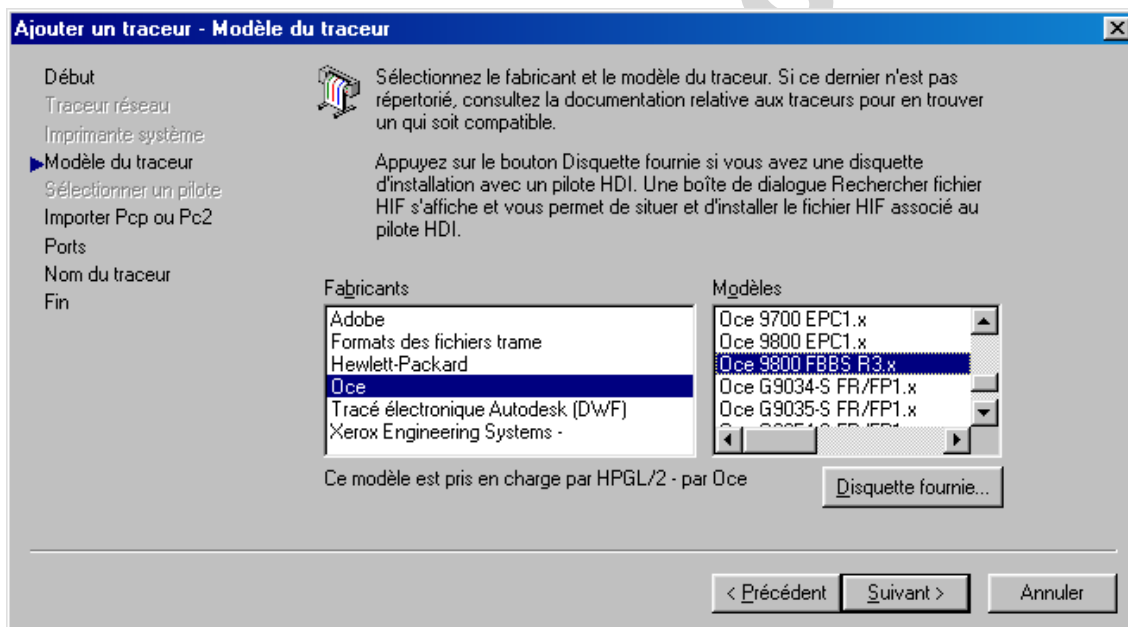 Ajouter un traceur - Modèle du traceur
Début
Traceur réseau
Imprimante système
Modèle du traceur
Sélectionner un pilote
Importer Pcp ou Pc2
Ports
Nom du traceur
Fin
Sélectionnez le fabricant et le modèle du traceur. Si ce dernier n'est pas
répertorié, consultez la documentation relative aux traceurs pour en trouver
un qui soit compatible.
Appuyez sur le bouton Disquette fournie si vous avez une disquette
d'installation avec un pilote HDI. Une boîte de dialogue Rechercher fichier
HIF s'affiche et vous permet de situer et d'installer le fichier HIF associé au
pilote HDI.
Fabricants
Adobe
Formats des fichiers trame
Hewlett-Packard
Oce
Tracé électronique Autodesk (DWF)
Xerox Engineering Systems -
Modèles
Oce 9700 EPC1.x
Oce 9800 EPC1.x
Oce 9800 FBBS R3.x
Oce G9034-S FR/FP1.x
Oce G9035-S FR/FP1.x
Ce modèle est pris en charge par HPGL/2 - par Oce
Disquette fournie...
< Précédent
Suivant >
Annuler